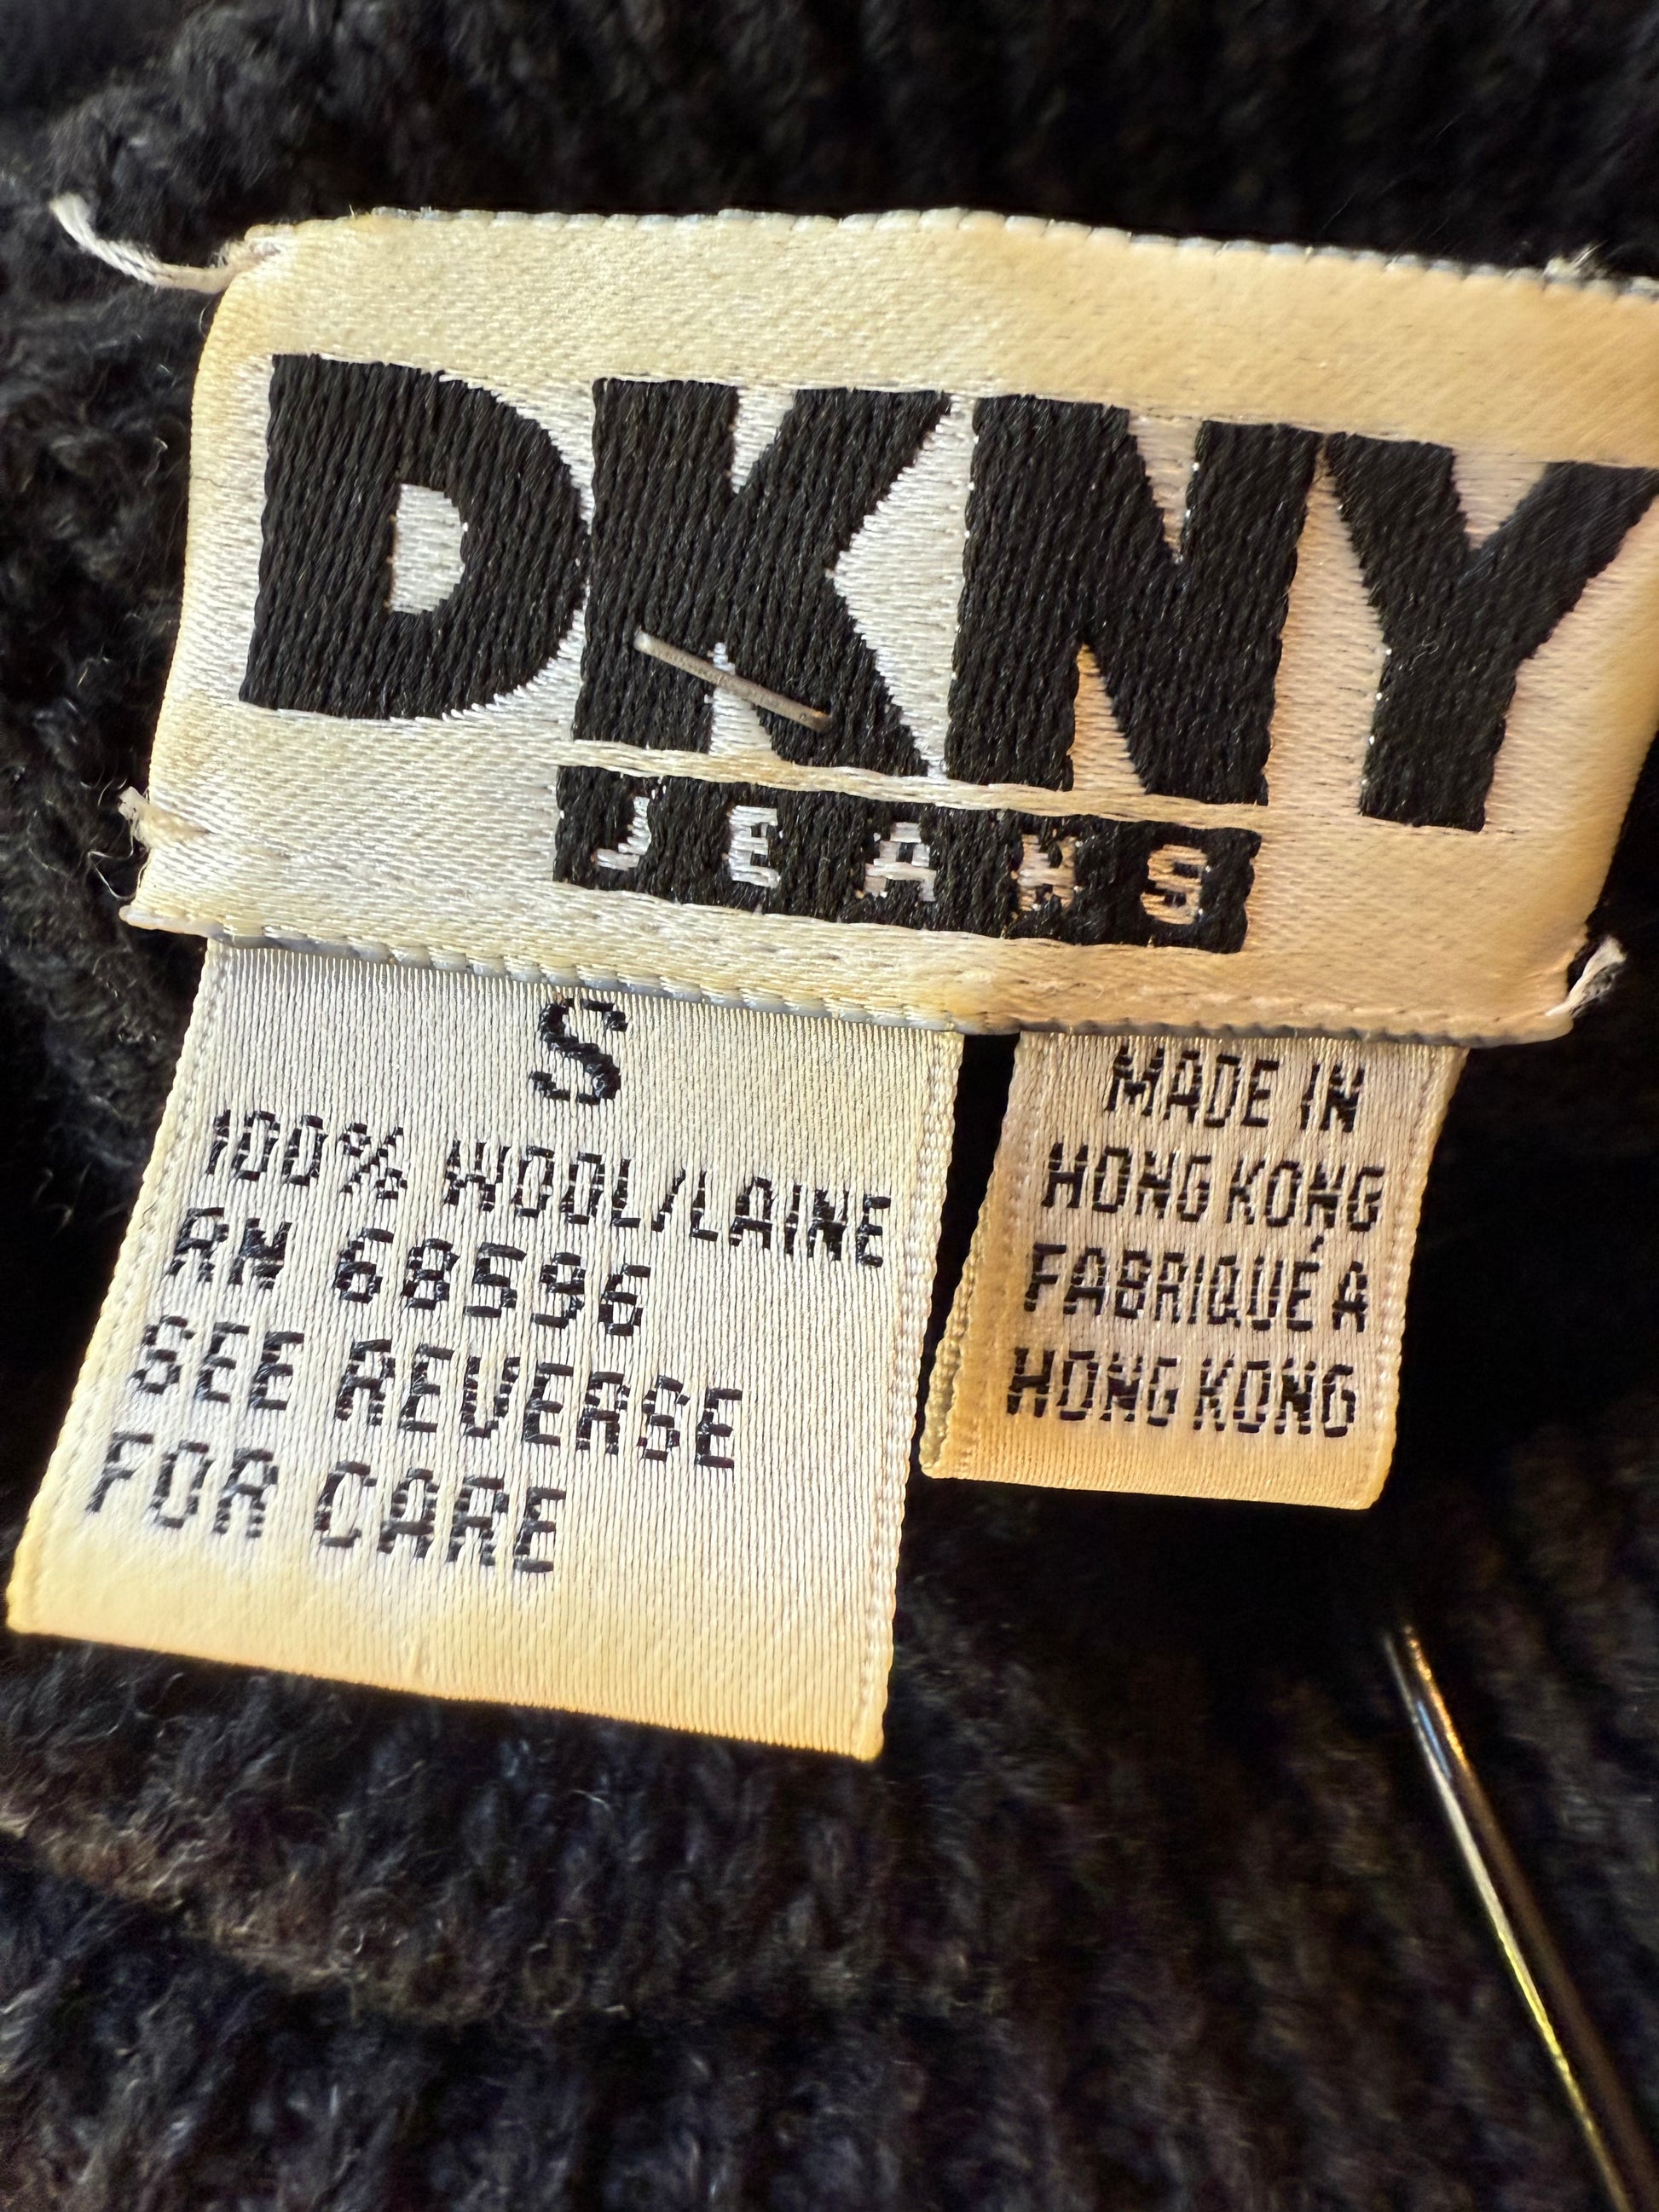 DKNY
JEANS
S
100% WOOL/LAINE
RN 68596
SEE REVERSE
FOR CARE
MADE IN
HONG KONG
FABRIQUÉ A
HONG KONG